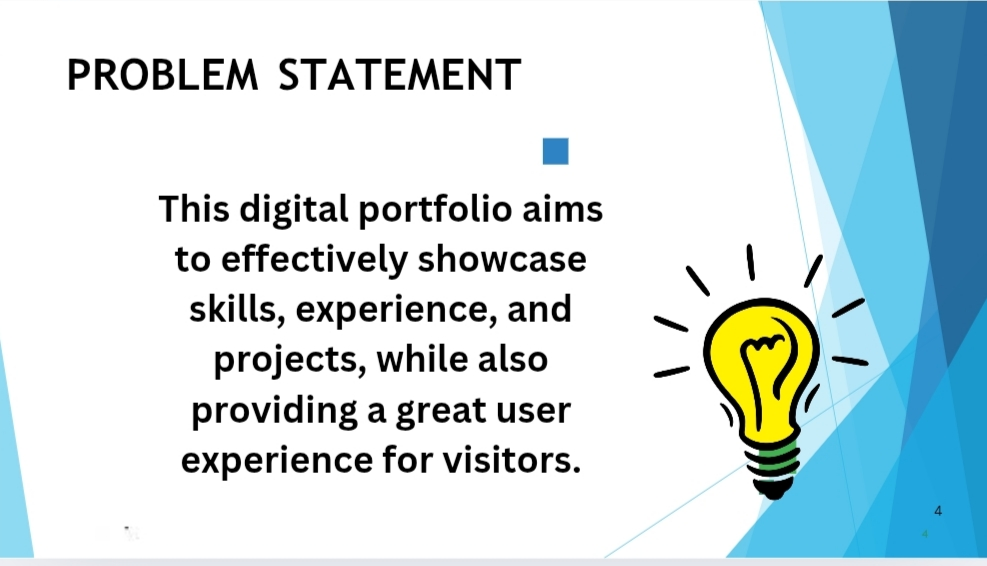 PROBLEM STATEMENT
This digital portfolio aims
to effectively showcase
skills, experience, and
projects, while also
providing a great user
experience for visitors.
4
4